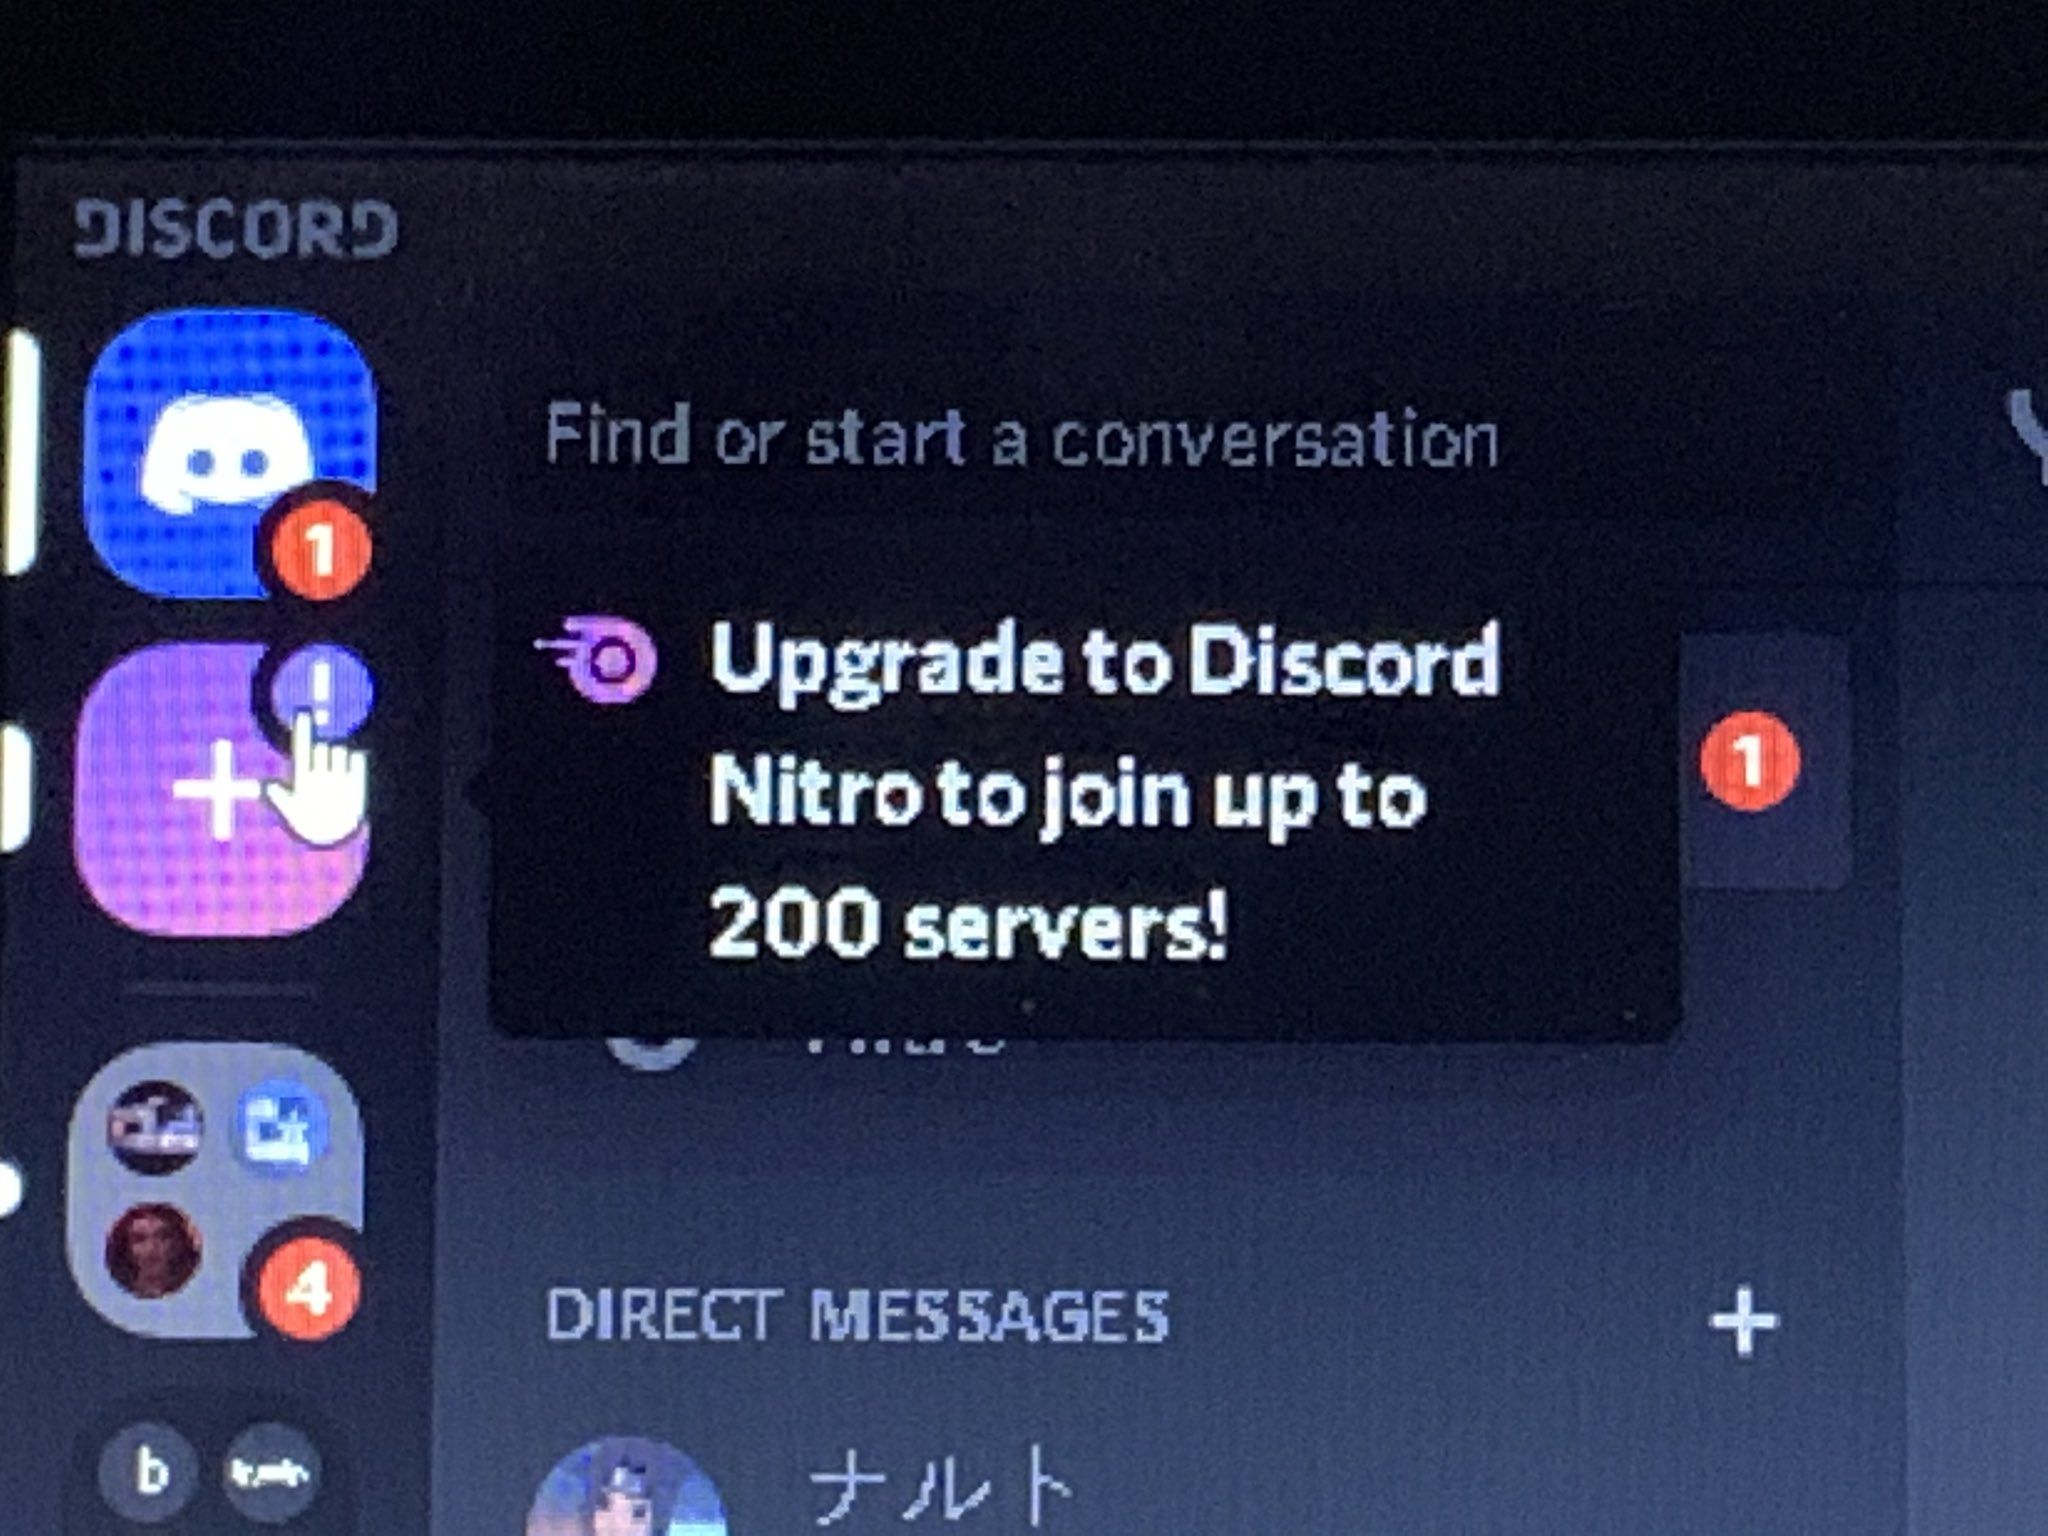 DISCORD
Find or start a conversation
1
!
Upgrade to Discord
Nitro to join up to
200 servers!
1
4
DIRECT MESSAGES
b
ナルト